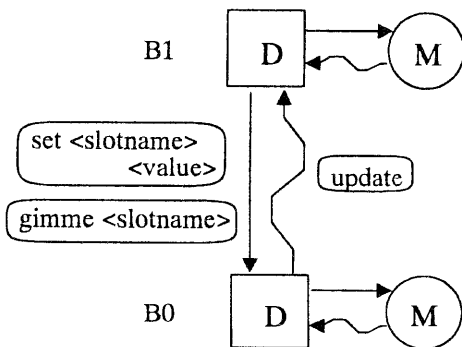 B1
D
M
set <slotname>
<value>
update
gimme <slotname>
B0
D
M